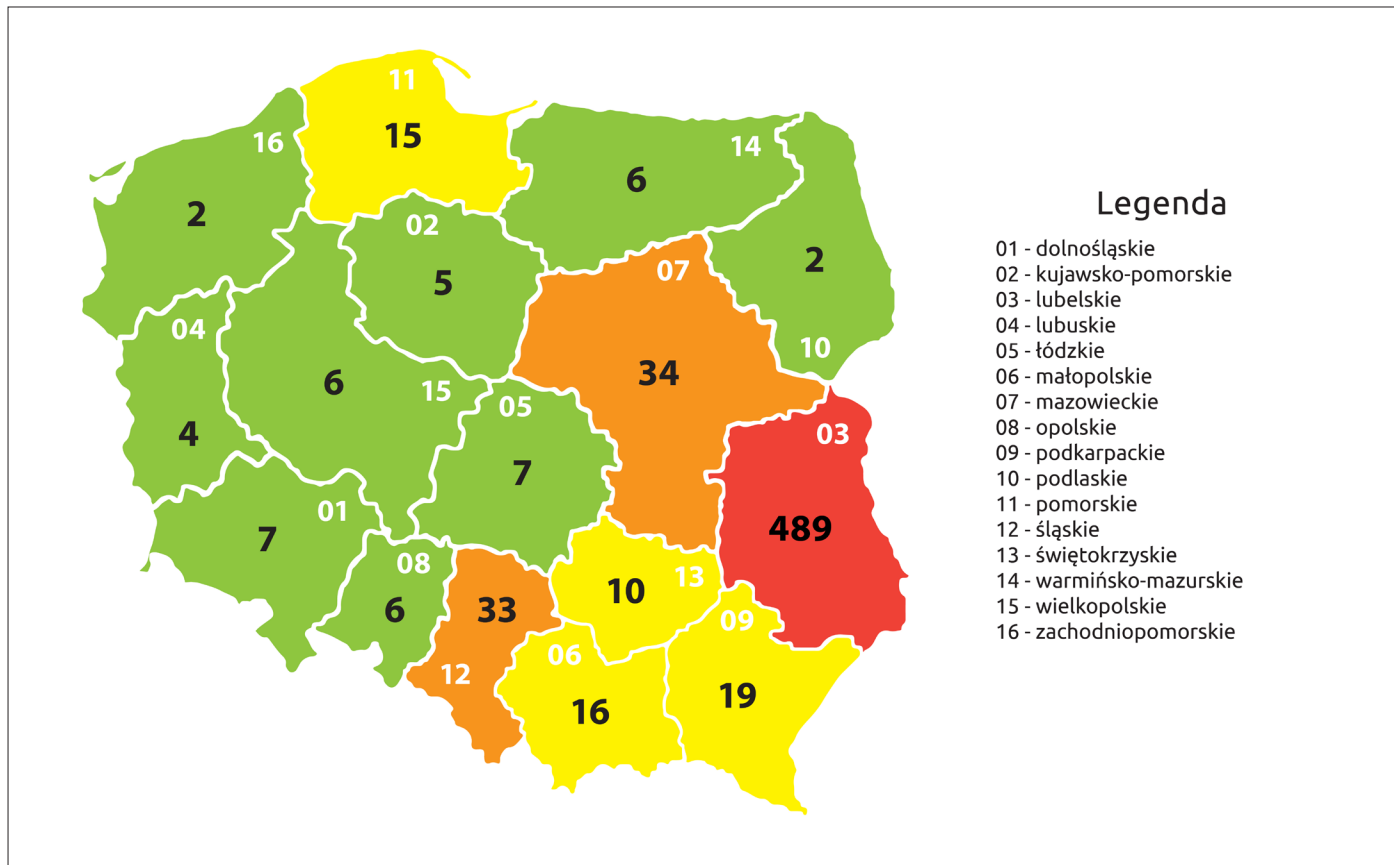 11
15
16
14
6
2
02
07
2
5
04
10
34
6
15
05
03
4
7
01
489
7
08
13
10
33
6
09
06
12
19
16
Legenda
01 - dolnośląskie
02 - kujawsko-pomorskie
03 - lubelskie
04 - lubuskie
05 - łódzkie
06 - małopolskie
07 - mazowieckie
08 - opolskie
09 - podkarpackie
10 - podlaskie
11 - pomorskie
12 - śląskie
13 - świętokrzyskie
14 - warmińsko-mazurskie
15 - wielkopolskie
16 - zachodniopomorskie